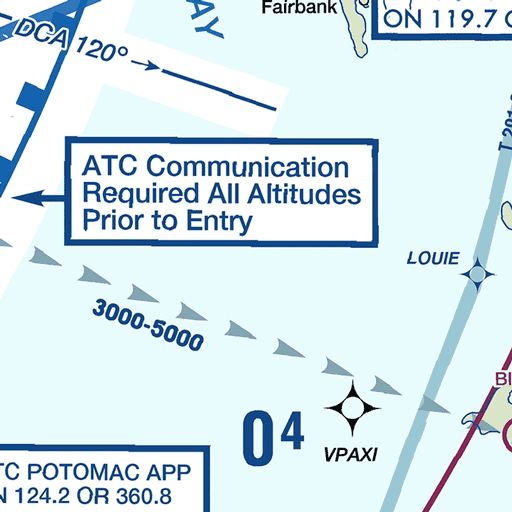 AY
Fairbank
ON 119.7
DCA 120°
ATC Communication
Required All Altitudes
Prior to Entry
LOUIE
3000-5000
BI
04
VPAXI
TC POTOMAC APP
N 124.2 OR 360.8